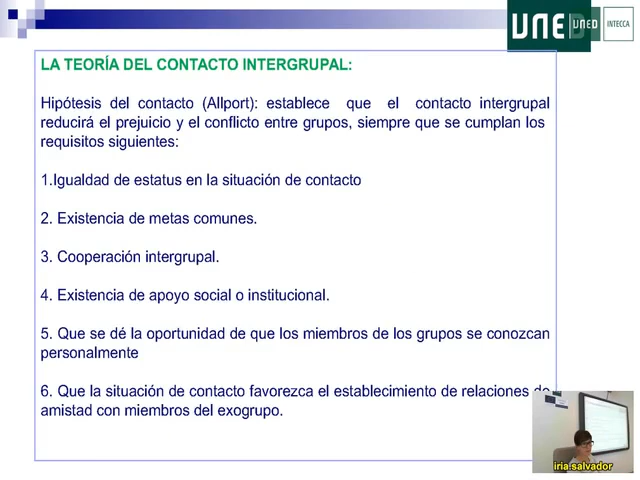 UNED
UNED
INTECCA
LA TEORÍA DEL CONTACTO INTERGRUPAL:
Hipótesis del contacto (Allport): establece que el contacto intergrupal
reducirá el prejuicio y el conflicto entre grupos, siempre que se cumplan los
requisitos siguientes:
1.Igualdad de estatus en la situación de contacto
2. Existencia de metas comunes.
3. Cooperación intergrupal.
4. Existencia de apoyo social o institucional.
5. Que se dé la oportunidad de que los miembros de los grupos se conozcan
personalmente
6. Que la situación de contacto favorezca el establecimiento de relaciones de
amistad con miembros del exogrupo.
iria.salvador